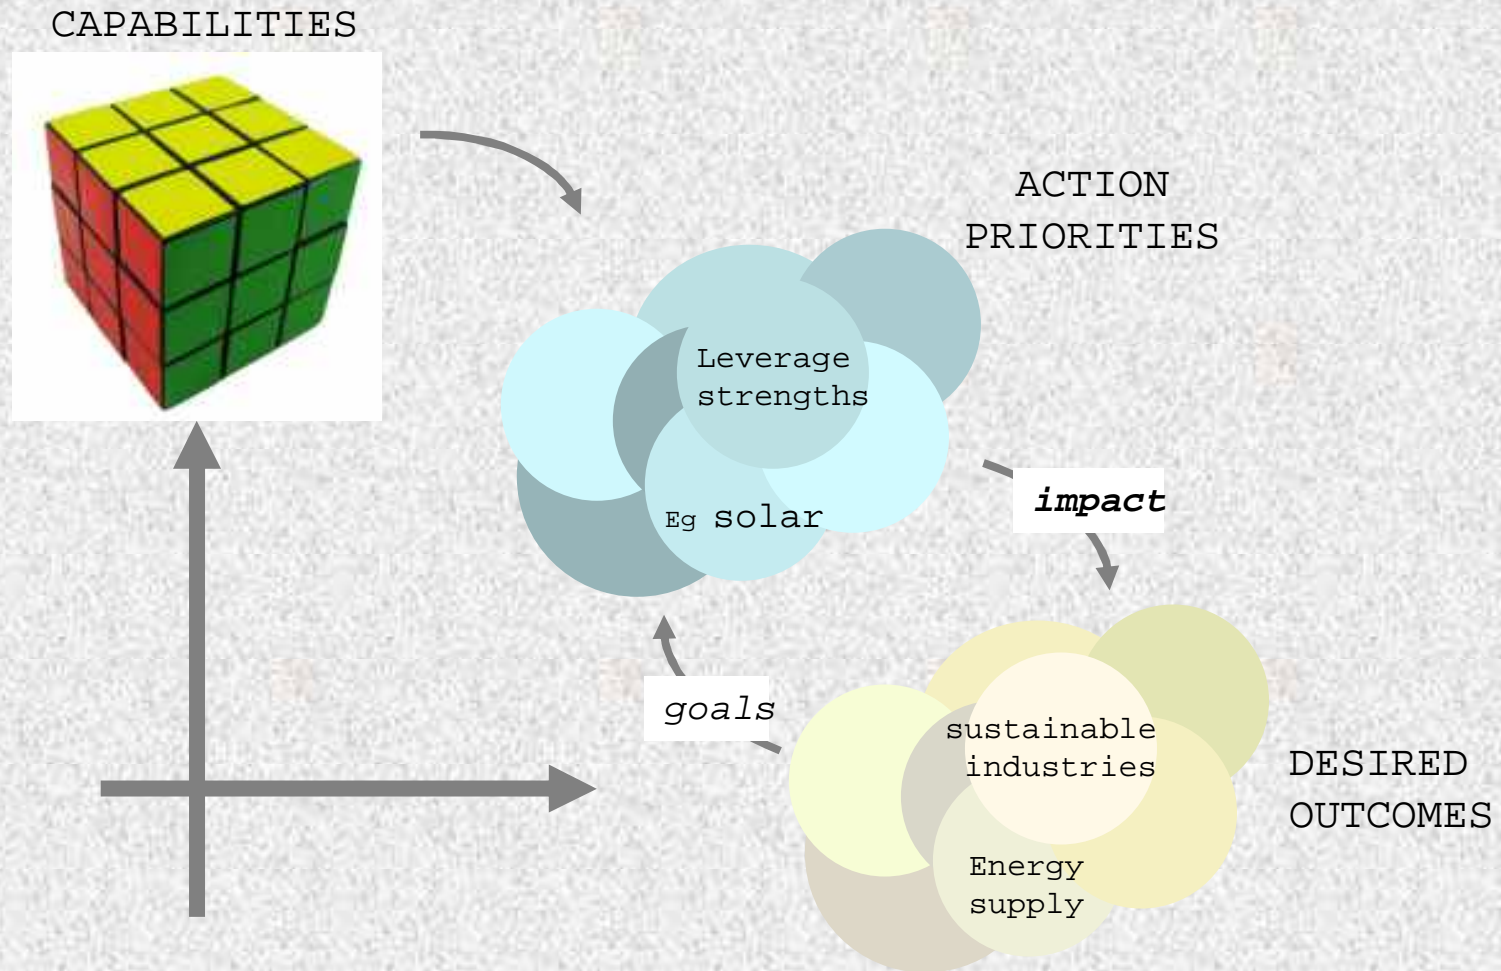 CAPABILITIES
ACTION
PRIORITIES
Leverage
strengths
Eg solar
impact
goals
sustainable
industries
Energy
supply
DESIRED
OUTCOMES